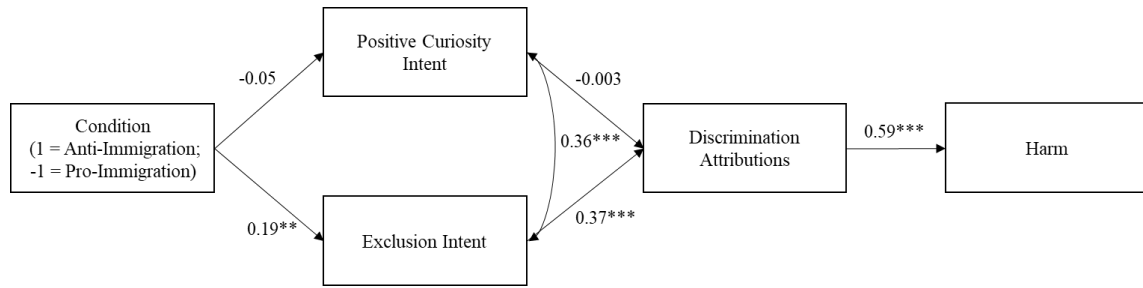 Positive Curiosity
Intent
-0.05
-0.003
Condition
(1 = Anti-Immigration;
-1 = Pro-Immigration)
0.36***
Discrimination
Attributions
0.59***
Harm
0.19**
0.37***
Exclusion Intent